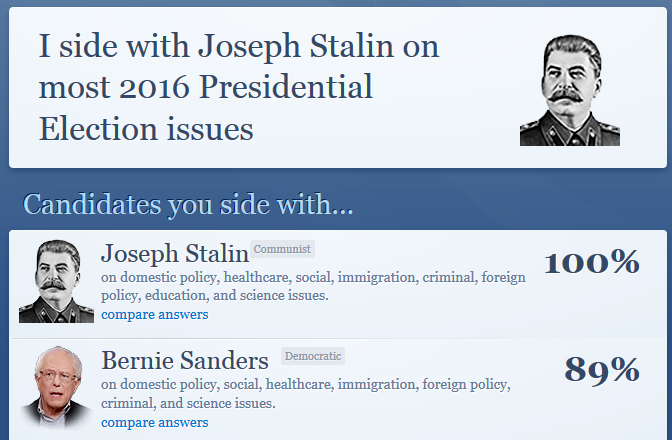 I side with Joseph Stalin on
most 2016 Presidential
Election issues
Candidates you side with...
Joseph Stalin Communist 100%
on domestic policy, healthcare, social, immigration, criminal, foreign
policy, education, and science issues.
compare answers
Bernie Sanders Democratic 89%
on domestic policy, social, healthcare, immigration, foreign policy,
criminal, and science issues.
compare answers